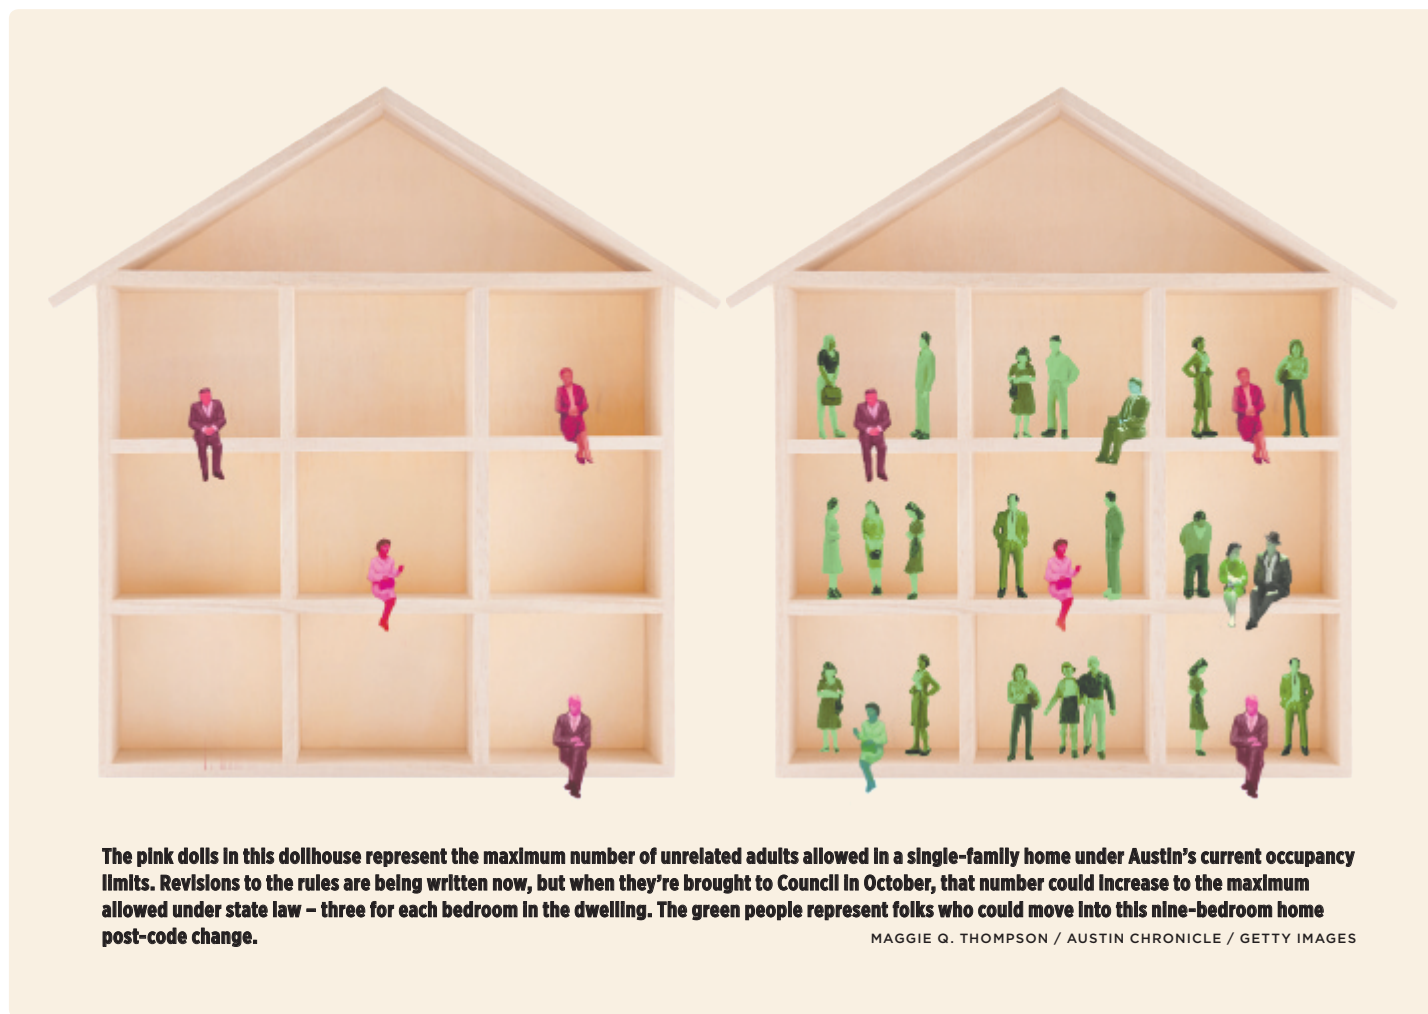 The pink dolls in this dollhouse represent the maximum number of unrelated adults allowed in a single-family home under Austin's current occupancy
limits. Revisions to the rules are being written now, but when they're brought to Council in October, that number could increase to the maximum
allowed under state law – three for each bedroom in the dwelling. The green people represent folks who could move into this nine-bedroom home
post-code change.
MAGGIE Q. THOMPSON / AUSTIN CHRONICLE / GETTY IMAGES